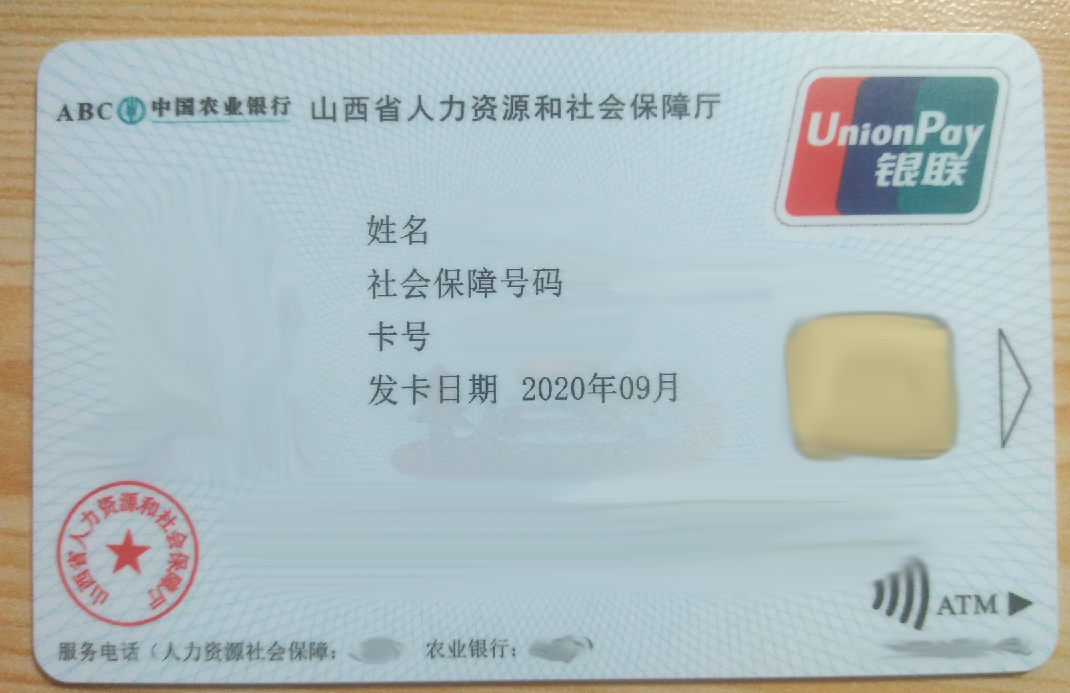 ABC 中国农业银行 山西省人力资源和社会保障厅
UnionPay
银联
姓名
社会保障号码
卡号
发卡日期 2020年09月
山西省人力资源和社会保障厅
ATM
服务电话（人力资源社会保障： 农业银行：